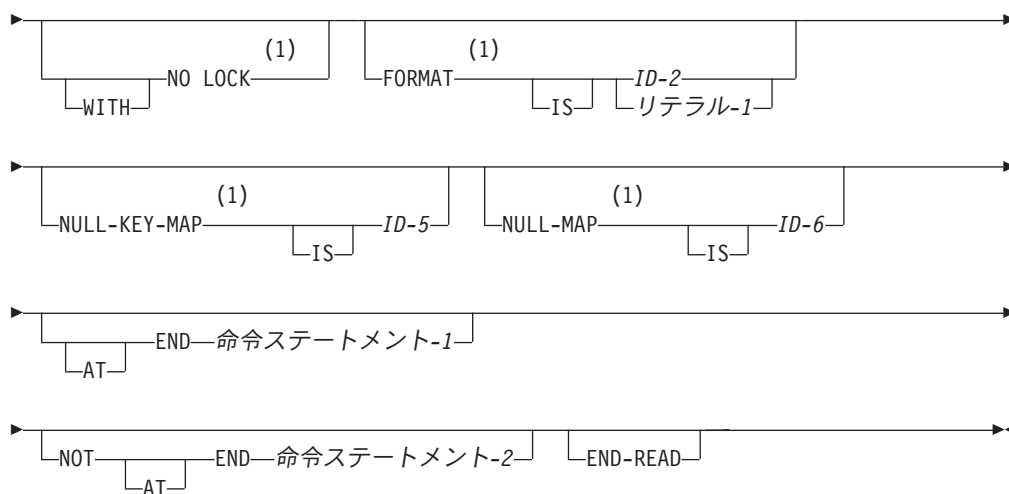 (1) (1)
NO LOCK FORMAT ID-2
WITH IS リテラル-1
(1) (1)
NULL-KEY-MAP ID-5 NULL-MAP ID-6
IS IS
END 命令ステートメント-1
AT
NOT END 命令ステートメント-2 END-READ
AT